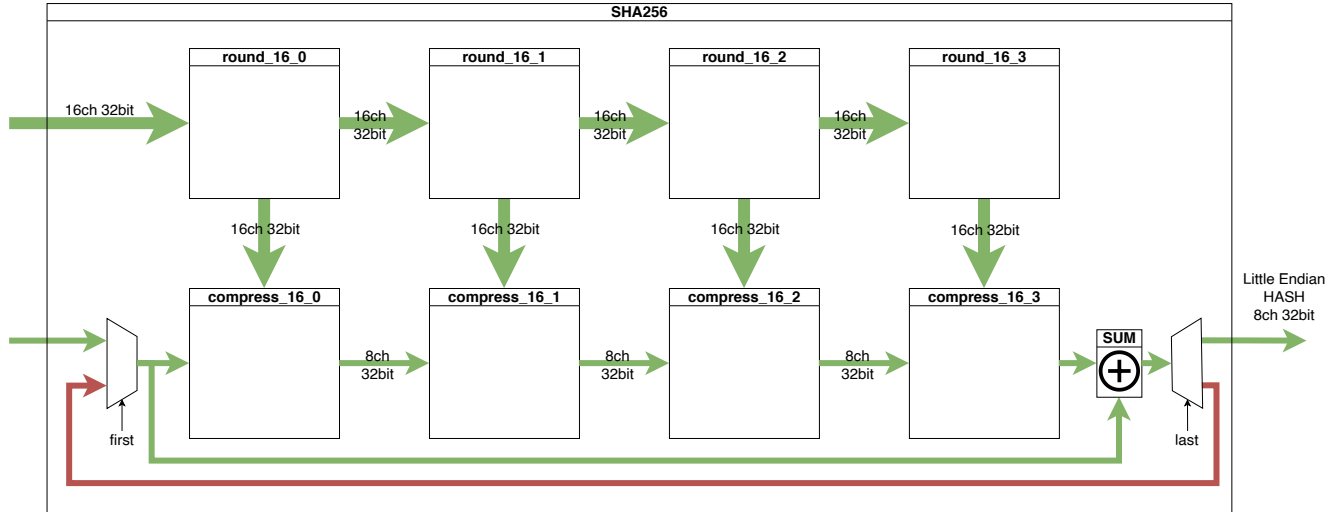 SHA256
round_16_0
round_16_1
round_16_2
round_16_3
16ch 32bit
16ch
32bit
16ch
32bit
16ch
32bit
16ch 32bit
16ch 32bit
16ch 32bit
16ch 32bit
compress_16_0
compress_16_1
compress_16_2
compress_16_3
Little Endian
HASH
8ch 32bit
8ch
32bit
8ch
32bit
8ch
32bit
SUM
first
last